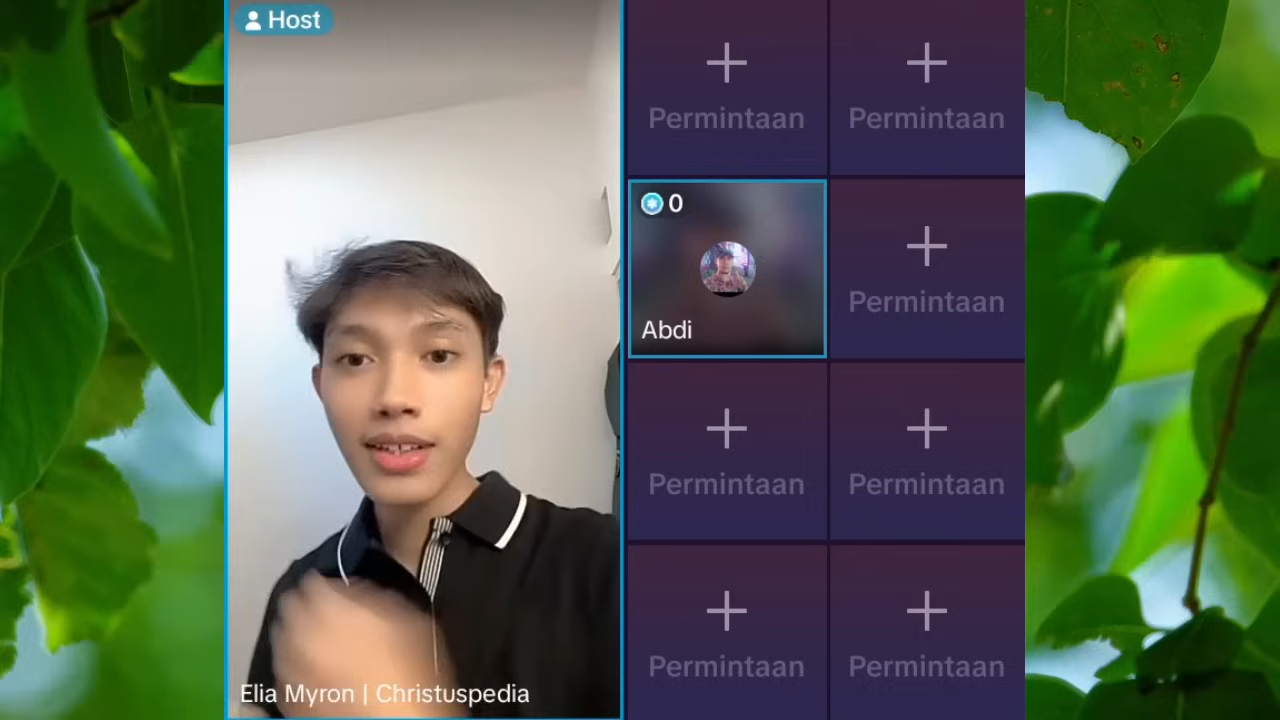 Host
Permintaan
Permintaan
0
Abdi
Permintaan
Permintaan
Permintaan
Permintaan
Permintaan
Elia Myron | Christuspedia